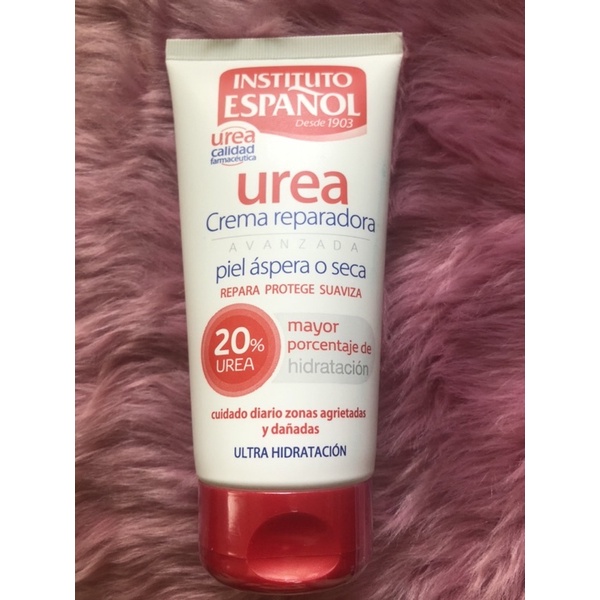 INSTITUTO
ESPAÑOL
Desde 1903
urea
calidad
farmacéutica
urea
Crema reparadora
AVANZADA
piel áspera o seca
REPARA PROTEGE SUAVIZA
20%
UREA
mayor
porcentaje de
hidratación
cuidado diario zonas agrietadas
y dañadas
ULTRA HIDRATACIÓN